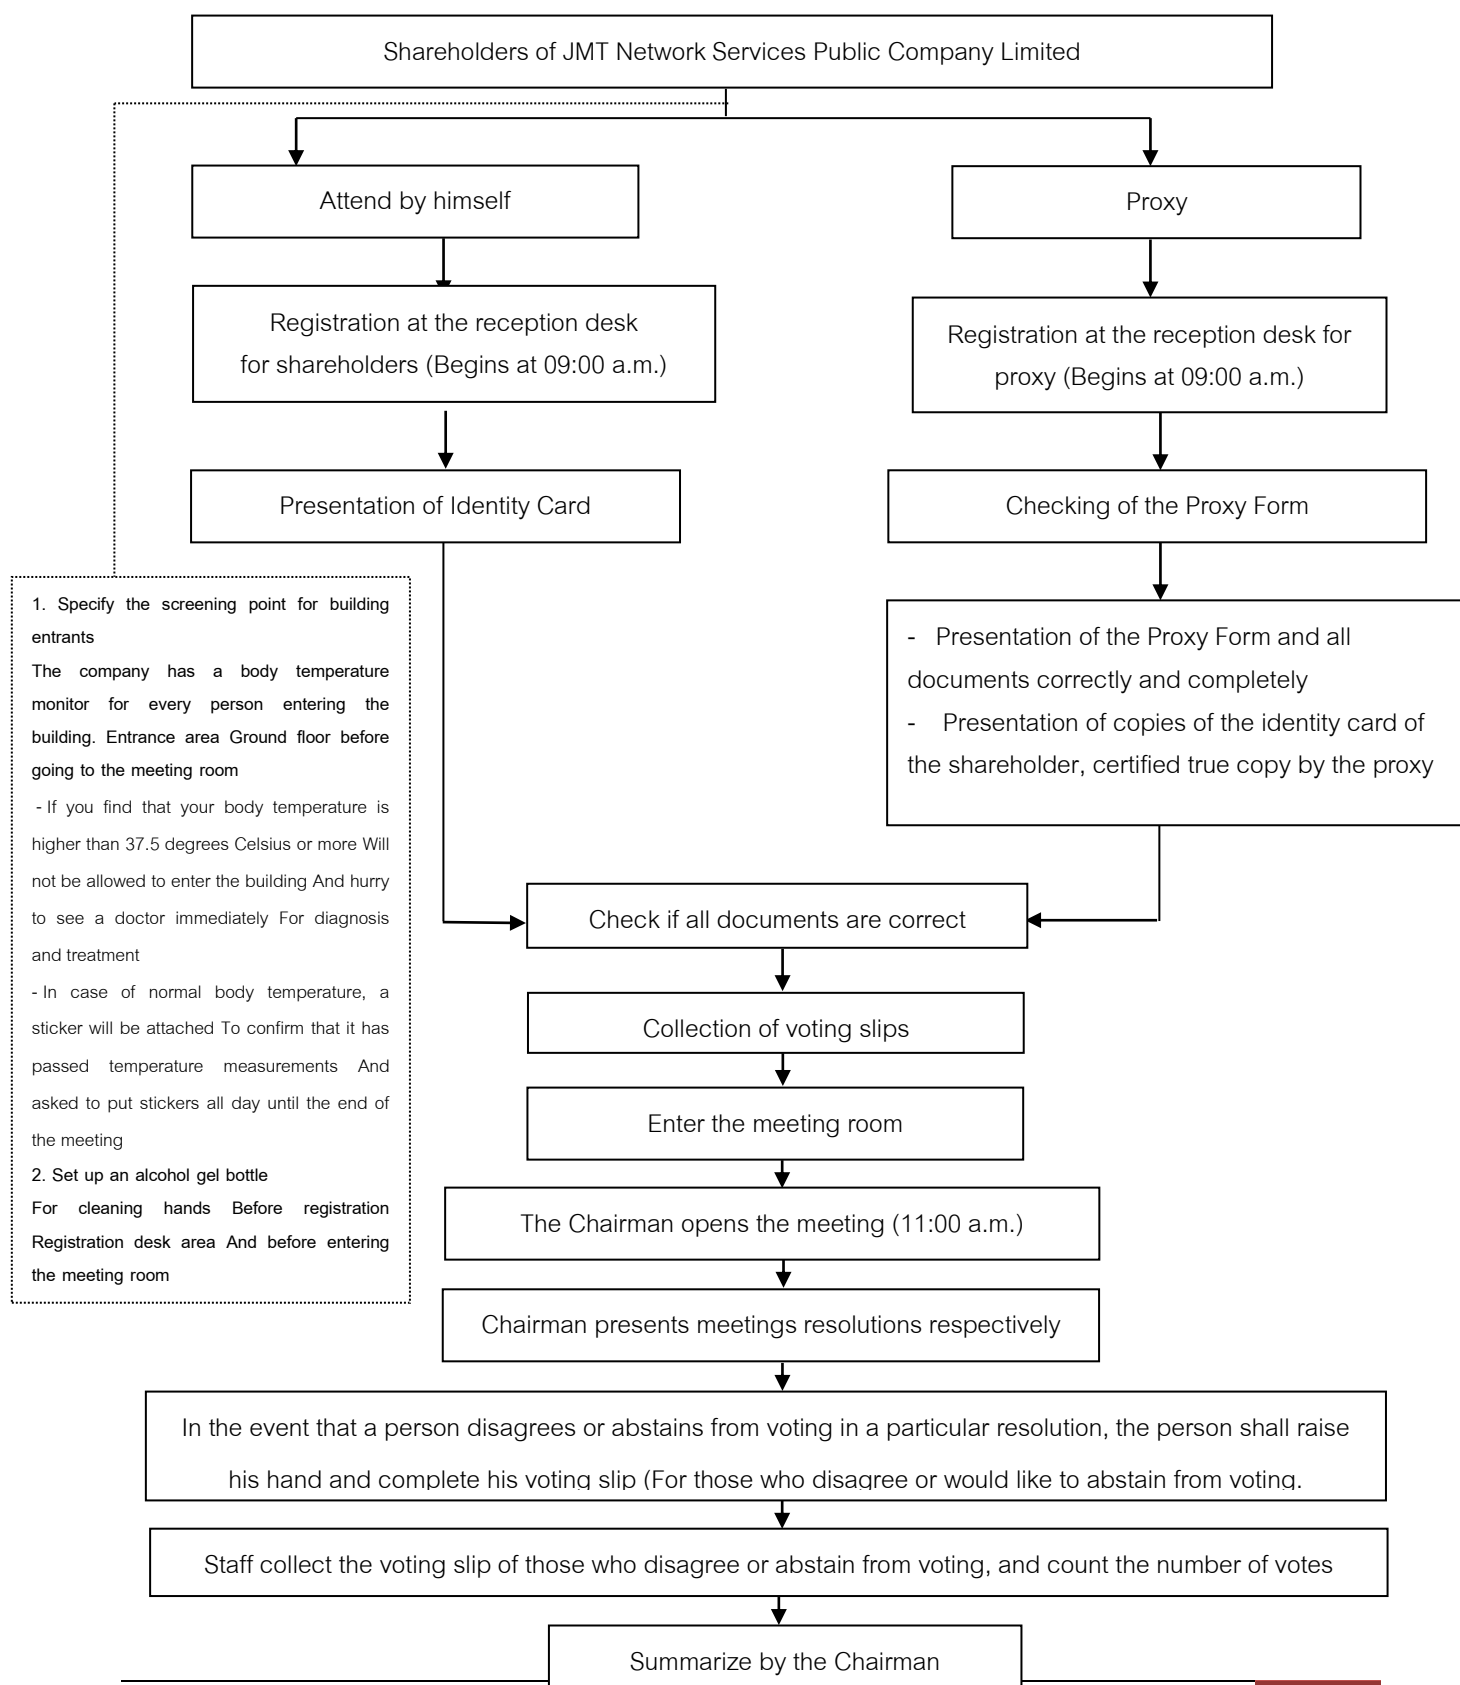 Shareholders of JMT Network Services Public Company Limited
Attend by himself
Proxy
Registration at the reception desk
for shareholders (Begins at 09:00 a.m.)
Registration at the reception desk for
proxy (Begins at 09:00 a.m.)
Presentation of Identity Card
Checking of the Proxy Form
1. Specify the screening point for building
entrants
The company has a body temperature
monitor for every person entering the
building. Entrance area Ground floor before
going to the meeting room
- If you find that your body temperature is
higher than 37.5 degrees Celsius or more Will
not be allowed to enter the building And hurry
to see a doctor immediately For diagnosis
and treatment
- In case of normal body temperature, a
sticker will be attached To confirm that it has
passed temperature measurements And
asked to put stickers all day until the end of
the meeting
2. Set up an alcohol gel bottle
For cleaning hands Before registration
Registration desk area And before entering
the meeting room
- Presentation of the Proxy Form and all
documents correctly and completely
- Presentation of copies of the identity card of
the shareholder, certified true copy by the proxy
Check if all documents are correct
Collection of voting slips
Enter the meeting room
The Chairman opens the meeting (11:00 a.m.)
Chairman presents meetings resolutions respectively
In the event that a person disagrees or abstains from voting in a particular resolution, the person shall raise
his hand and complete his voting slip (For those who disagree or would like to abstain from voting.
Staff collect the voting slip of those who disagree or abstain from voting, and count the number of votes
Summarize by the Chairman